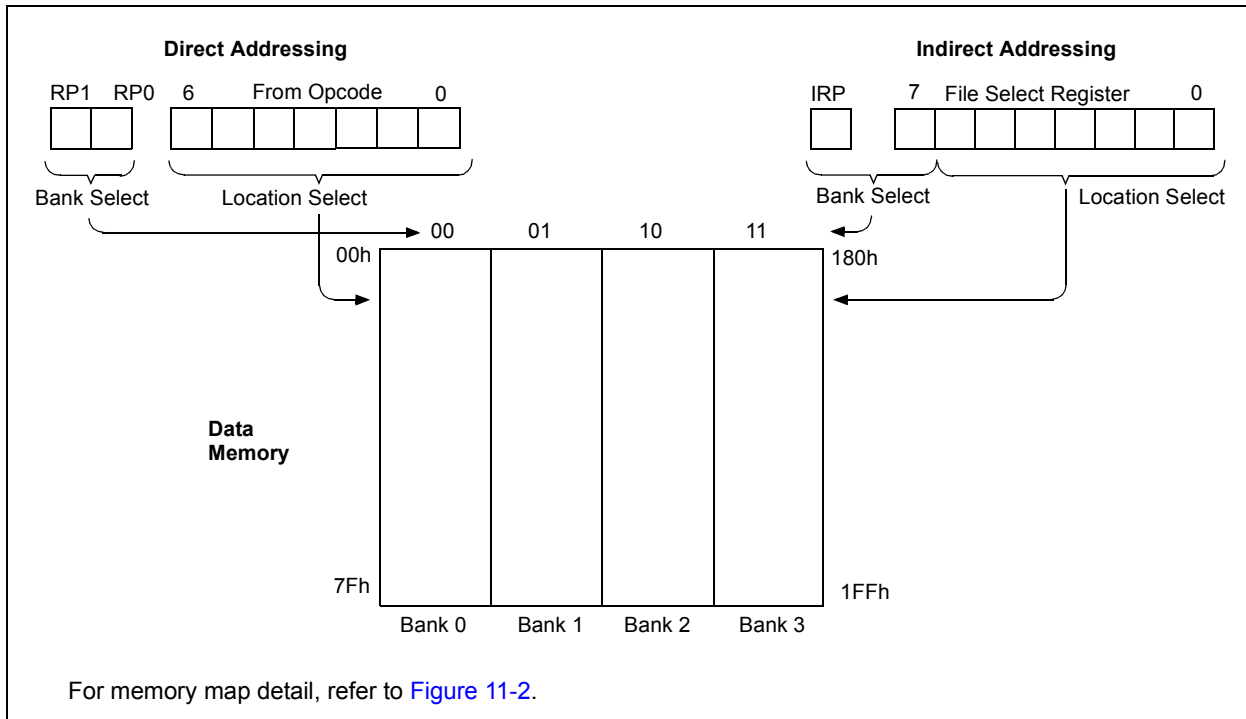 Direct Addressing
Indirect Addressing
RP1 RP0 6 From Opcode 0
IRP 7 File Select Register 0
Bank Select Location Select
Bank Select Location Select
00 01 10 11
00h
180h
Data
Memory
7Fh
1FFh
Bank 0 Bank 1 Bank 2 Bank 3
For memory map detail, refer to Figure 11-2.